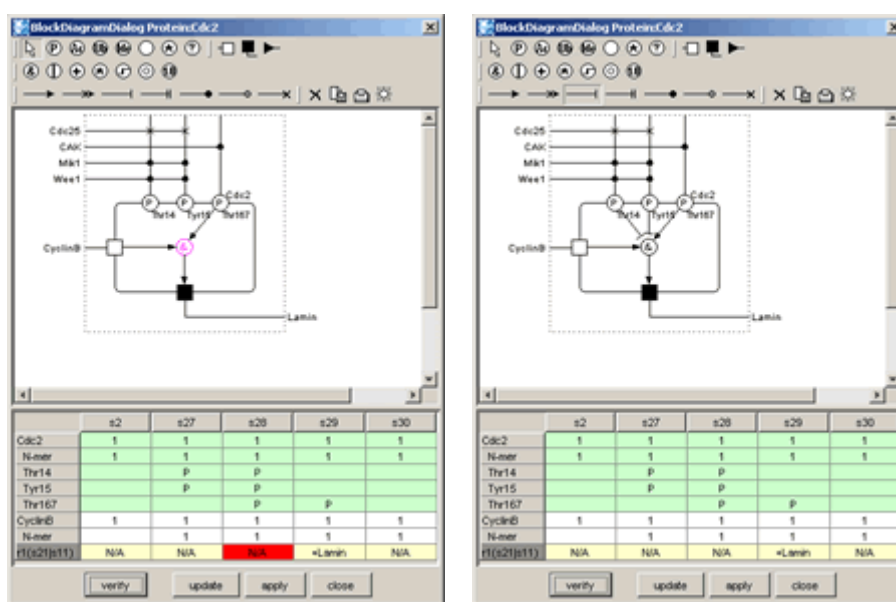 BlockDiagramDialog Protein:Cdc2
Cdc25
CAK
Mik1
Wee1
P P P Cdc2
Thr14 Tyr15 Thr167
CyclinB &
Lamin
s2 s27 s28 s29 s30
Cdc2 1 1 1 1 1
N-mer 1 1 1 1 1
Thr14 P P
Tyr15 P P
Thr167 P P
CyclinB 1 1 1 1 1
N-mer 1 1 1 1
r1(s21|s11) N/A N/A N/A +Lamin N/A
verify update apply close
BlockDiagramDialog Protein:Cdc2
Cdc25
CAK
Mik1
Wee1
P P P Cdc2
Thr14 Tyr15 Thr167
CyclinB &
Lamin
s2 s27 s28 s29 s30
Cdc2 1 1 1 1 1
N-mer 1 1 1 1 1
Thr14 P P
Tyr15 P P
Thr167 P P
CyclinB 1 1 1 1 1
N-mer 1 1 1 1
r1(s21|s11) N/A N/A N/A +Lamin N/A
verify update apply close